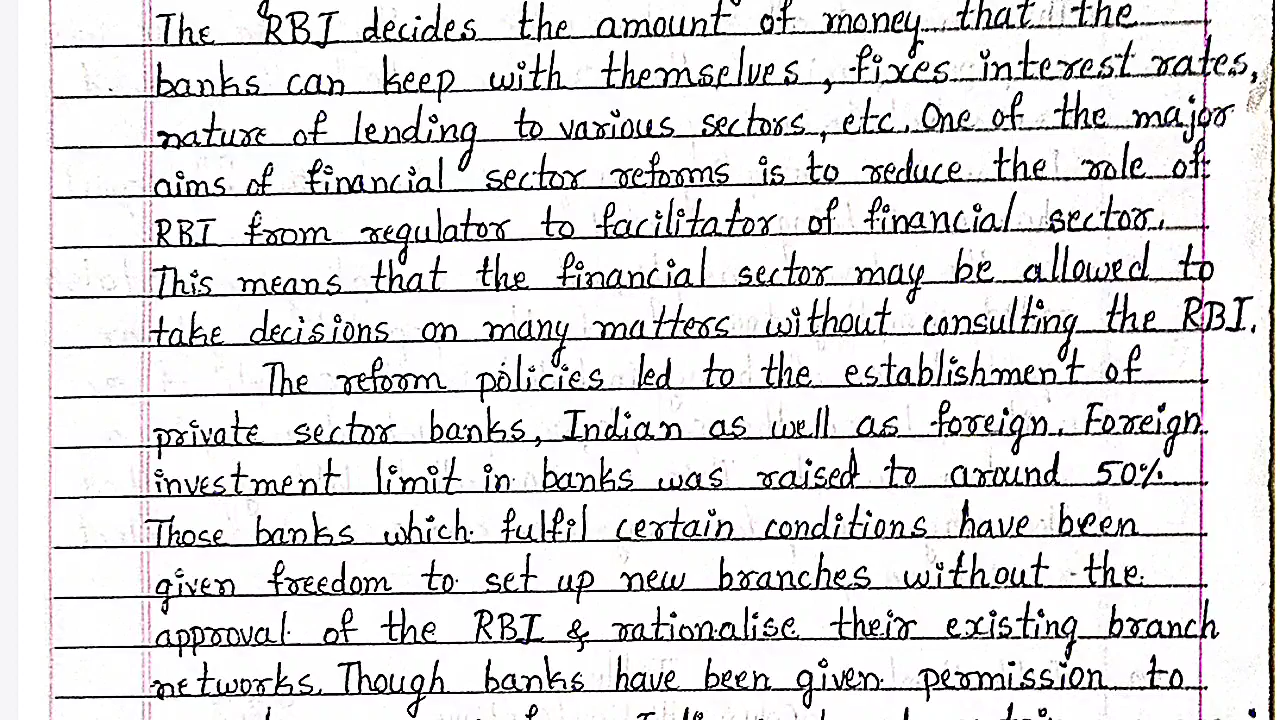 The RBI decides the amount of money that the
banks can keep with themselves, fixes interest rates,
nature of lending to various sectors, etc. One of the major
aims of financial sector reforms is to reduce the role of
RBI from regulator to facilitator of financial sector.
This means that the financial sector may be allowed to
take decisions on many matters without consulting the RBI.
The reform policies led to the establishment of
private sector banks, Indian as well as foreign. Foreign
investment limit in banks was raised to around 50%.
Those banks which fulfil certain conditions have been
given freedom to set up new branches without the
approval of the RBI & rationalise their existing branch
networks. Though banks have been given permission to